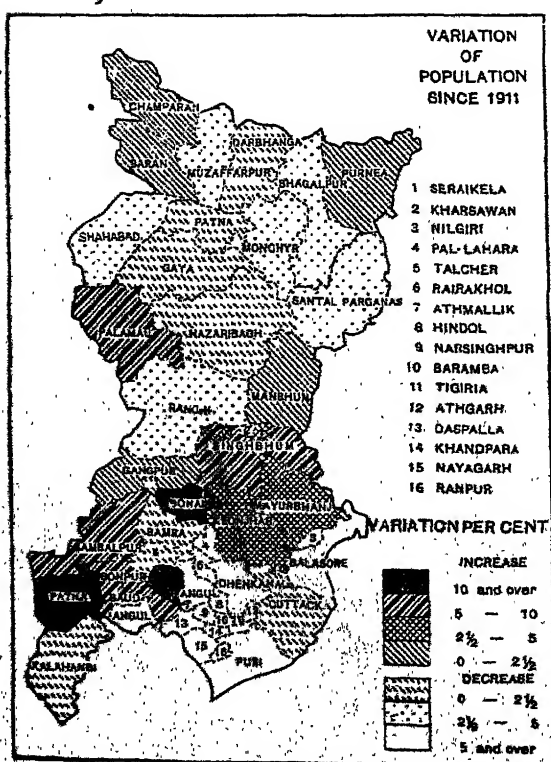 VARIATION
OF
POPULATION
SINCE 1911
CHAMPARAN
SARAN
DARBHANGA
MUZAFFARPUR
BHAGALPUR
PURNEA
PATNA
SHAHABAD
MONGHYR
GAYA
SANTAL PARGANAS
PALAMAU
HAZARIBAGH
MANBHUM
RANCHI
SINGHBHUM
GANGPUR
BONAI
MAYURBHANJ
KEONJHAR
BAMRA
SAMBALPUR
BALASORE
SONPUR
DHENKANAL
PATNA
BAUD
ANGUL
ANGUL
CUTTACK
KALAHANDI
PURI
1 SERAIKELA
2 KHARSAWAN
3 NILGIRI
4 PAL-LAHARA
5 TALCHER
6 RAIRAKHOL
7 ATHMALLIK
8 HINDOL
9 NARSINGHPUR
10 BARAMBA
11 TIGIRIA
12 ATHGARH
13 DASPALLA
14 KHANDPARA
15 NAYAGARH
16 RANPUR
VARIATION PER CENT
INCREASE
10 and over
5 — 10
2½ — 5
0 — 2½
DECREASE
0 — 2½
2½ — 5
5 and over